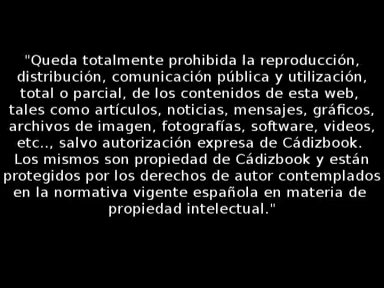 "Queda totalmente prohibida la reproducción,
distribución, comunicación pública y utilización,
total o parcial, de los contenidos de esta web,
tales como artículos, noticias, mensajes, gráficos,
archivos de imagen, fotografías, software, videos,
etc.., salvo autorización expresa de Cádizbook.
Los mismos son propiedad de Cádizbook y están
protegidos por los derechos de autor contemplados
en la normativa vigente española en materia de
propiedad intelectual."